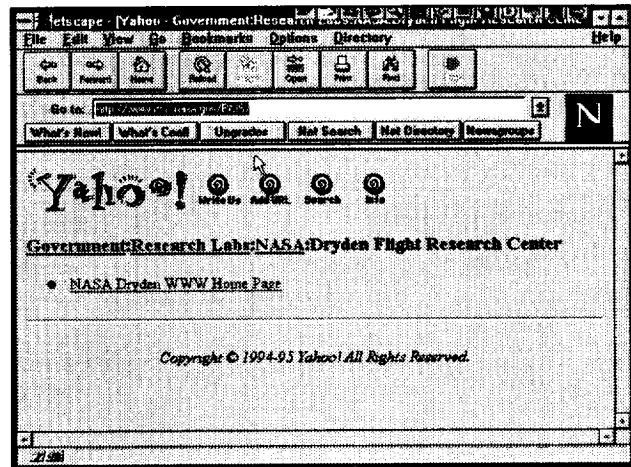 Netscape - [Yahoo - Government:Research
File Edit View Go Bookmarks Options Directory Help
Back Forward Home Reload Open Print Find
Go to:
What's New! What's Cool! Upgrades Net Search Net Directory Newsgroups
N
Yahoo! Write Us Add URL Search Info
Government:Research Labs:NASA:Dryden Flight Research Center
NASA Dryden WWW Home Page
Copyright © 1994-95 Yahoo! All Rights Reserved.